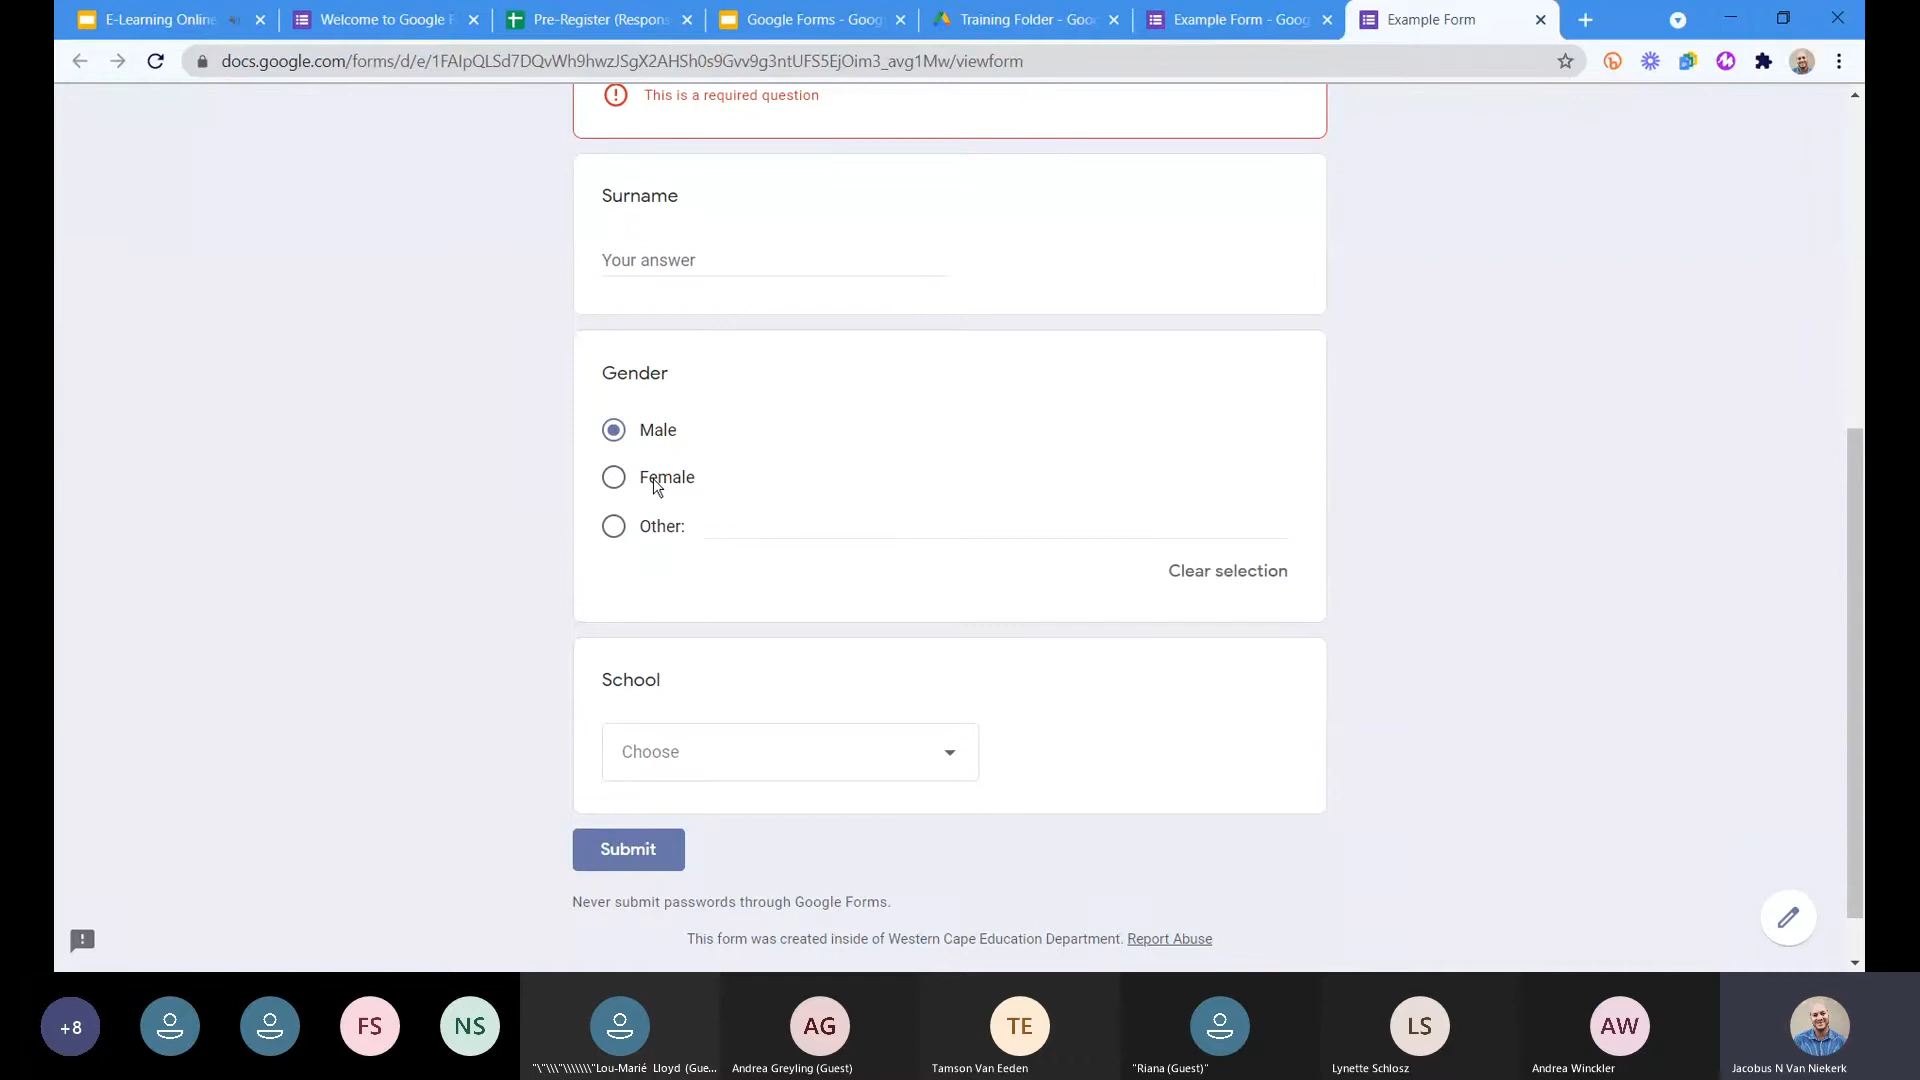 E-Learning Online
Welcome to Google F
Pre-Register (Respons
Google Forms - Goog
Training Folder - Goo
Example Form - Goog
Example Form
docs.google.com/forms/d/e/1FAIpQLSd7DQvWh9hwzJSgX2AHSh0s9Gvv9g3ntUFS5EjOim3_avg1Mw/viewform
This is a required question
Surname
Your answer
Gender
Male
Female
Other:
Clear selection
School
Choose
Submit
Never submit passwords through Google Forms.
This form was created inside of Western Cape Education Department. Report Abuse
+8
FS
NS
AG
TE
LS
AW
"\"\\\"\\\\\\\"Lou-Marié Lloyd (Gue...
Andrea Greyling (Guest)
Tamson Van Eeden
"Riana (Guest)"
Lynette Schlosz
Andrea Winckler
Jacobus N Van Niekerk